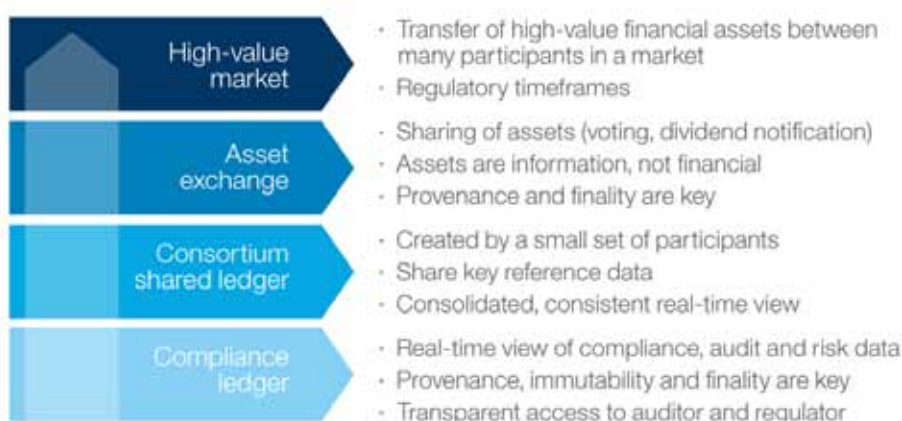 High-value
market
· Transfer of high-value financial assets between
many participants in a market
· Regulatory timeframes
Asset
exchange
· Sharing of assets (voting, dividend notification)
· Assets are information, not financial
· Provenance and finality are key
Consortium
shared ledger
· Created by a small set of participants
· Share key reference data
· Consolidated, consistent real-time view
Compliance
ledger
· Real-time view of compliance, audit and risk data
· Provenance, immutability and finality are key
· Transparent access to auditor and regulator